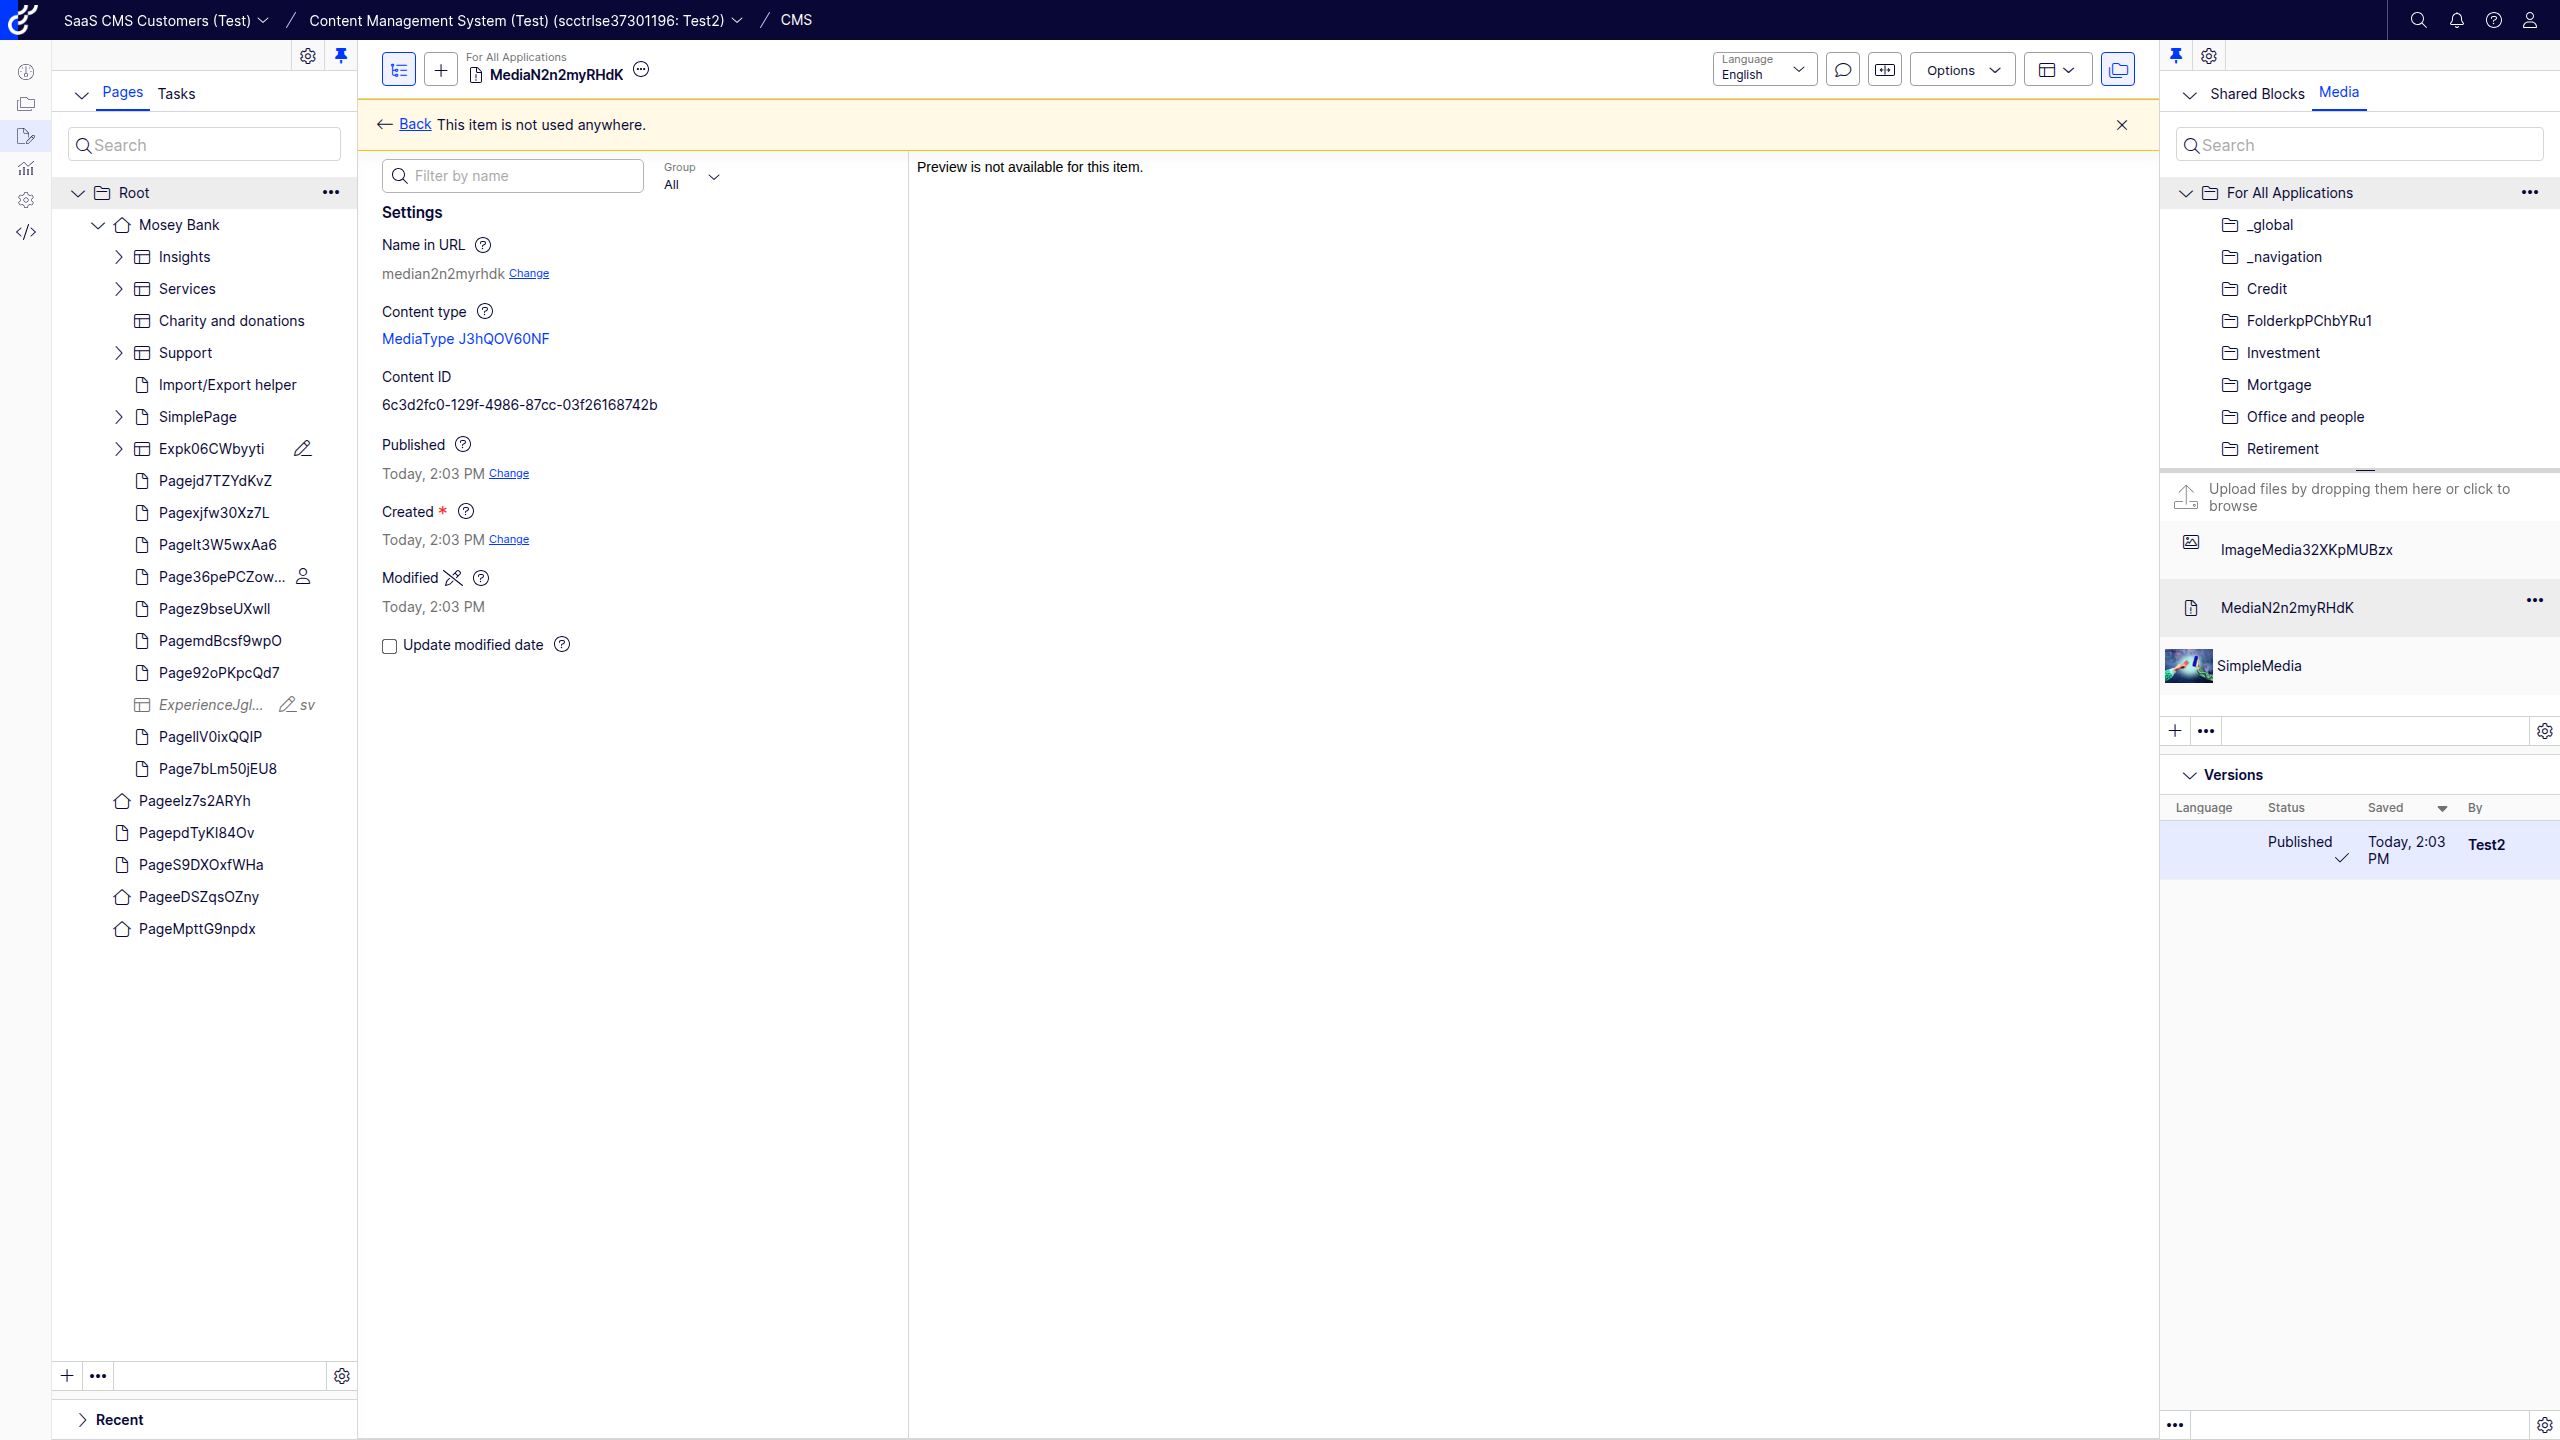 SaaS CMS Customers (Test)
Content Management System (Test) (scctrlse37301196: Test2)
CMS
Pages
Tasks
Search
Root
Mosey Bank
Insights
Services
Charity and donations
Support
Import/Export helper
SimplePage
Expk06CWbyyti
Pagejd7TZYdKvZ
Pagexjfw30Xz7L
PageIt3W5wxAa6
Page36pePCZow...
Pagez9bseUXwII
PagemdBcsf9wpO
Page92oPKpcQd7
ExperienceJgl... sv
PagellV0ixQQIP
Page7bLm50jEU8
Pageelz7s2ARYh
PagepdTyKI84Ov
PageS9DXOxfWHa
PageeDSZqsOZny
PageMpttG9npdx
Recent
For All Applications
MediaN2n2myRHdK
Language
English
Options
Back This item is not used anywhere.
Filter by name
Group
All
Settings
Name in URL
median2n2myrhdk Change
Content type
MediaType J3hQOV60NF
Content ID
6c3d2fc0-129f-4986-87cc-03f26168742b
Published
Today, 2:03 PM Change
Created *
Today, 2:03 PM Change
Modified
Today, 2:03 PM
Update modified date
Preview is not available for this item.
Shared Blocks
Media
Search
For All Applications
_global
_navigation
Credit
FolderkpPChbYRu1
Investment
Mortgage
Office and people
Retirement
Upload files by dropping them here or click to
browse
ImageMedia32XKpMUBzx
MediaN2n2myRHdK
SimpleMedia
Versions
Language Status Saved By
Published Today, 2:03 PM Test2